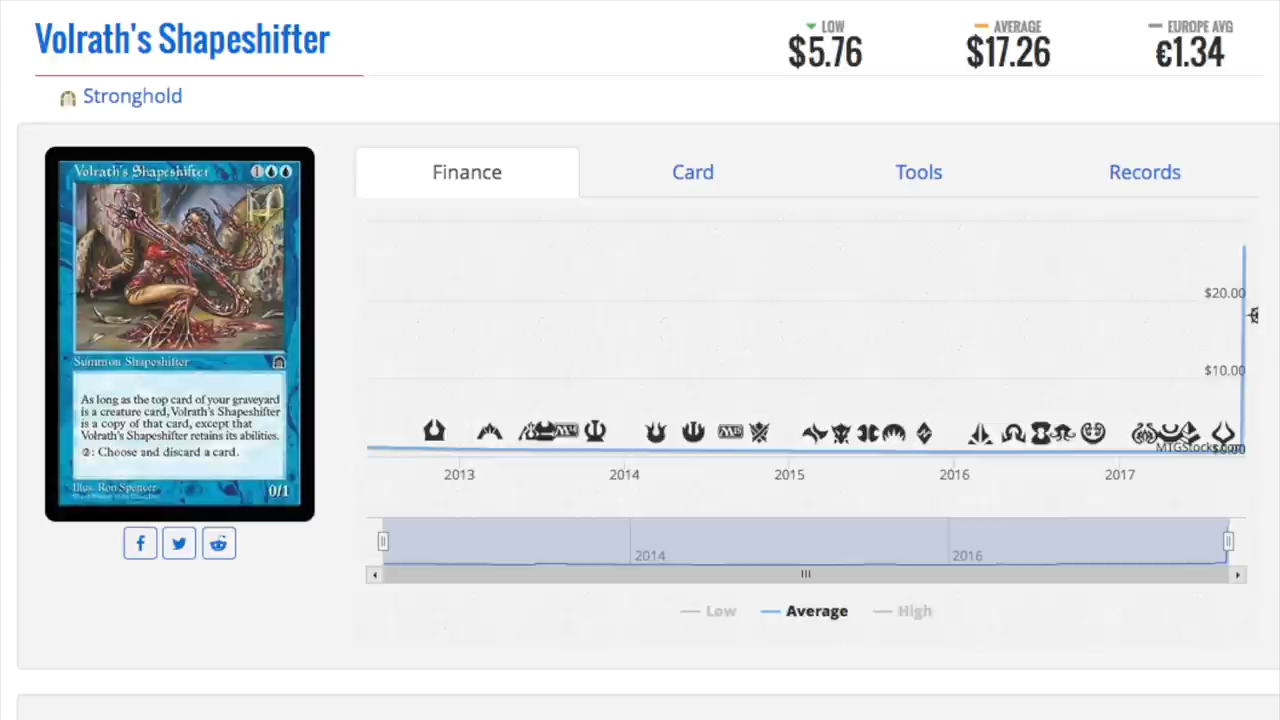 Volrath's Shapeshifter
LOW
$5.76
AVERAGE
$17.26
EUROPE AVG
€1.34
Stronghold
Volrath's Shapeshifter 1
Summon Shapeshifter
As long as the top card of your graveyard
is a creature card, Volrath's Shapeshifter
is a copy of that card, except that
Volrath's Shapeshifter retains its abilities.
2: Choose and discard a card.
Illus. Ron Spencer
0/1
Finance
Card
Tools
Records
$20.00
$10.00
MTGStocks.com
$0.00
2013
2014
2015
2016
2017
2014
2016
Low
Average
High